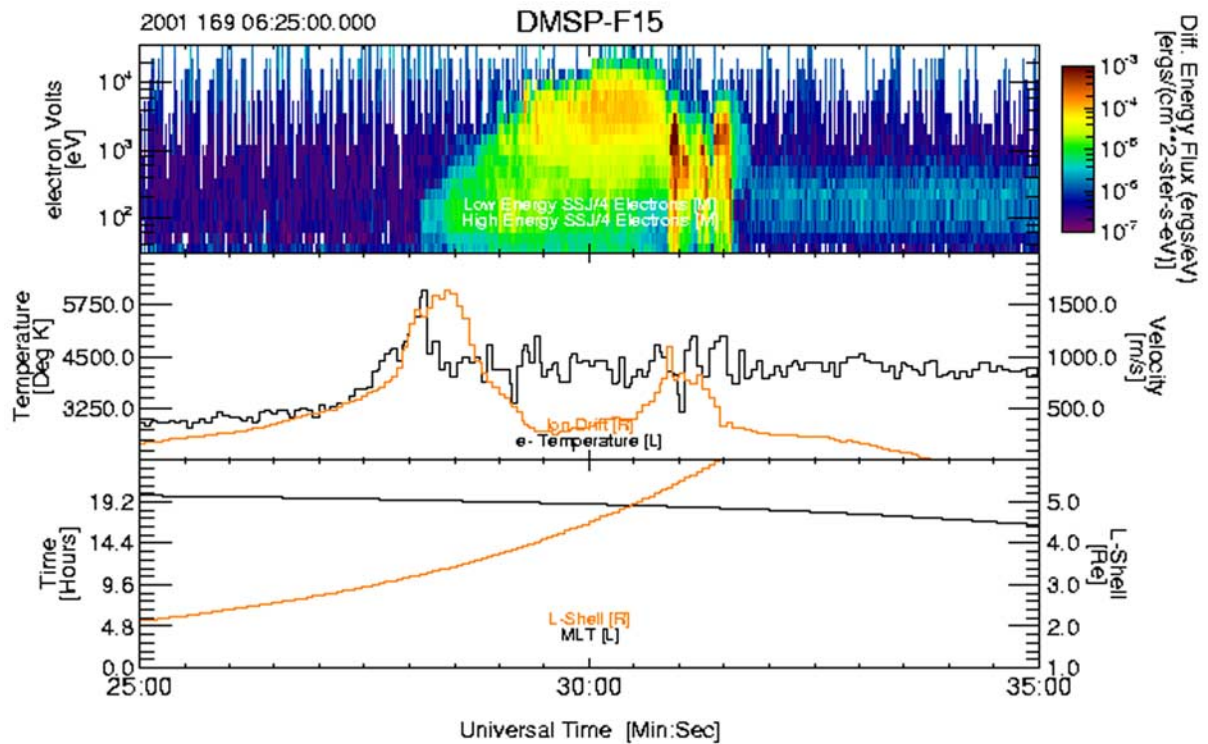 2001 169 06:25:00.000
DMSP-F15
electron Volts
[eV]
10⁴
10³
10²
Low Energy SSJ/4 Electrons [M]
High Energy SSJ/4 Electrons [M]
10⁻³
10⁻⁴
10⁻⁵
10⁻⁶
10⁻⁷
Diff. Energy Flux (ergs/eV)
[ergs/(cm**2-ster-s-eV)]
Temperature
[Deg K]
5750.0
4500.0
3250.0
Ion Drift [R]
e- Temperature [L]
1500.0
1000.0
500.0
Velocity
[m/s]
Time
[Hours]
19.2
14.4
9.6
4.8
0.0
L-Shell [R]
MLT [L]
5.0
4.0
3.0
2.0
1.0
L-Shell
[Re]
25:00
30:00
35:00
Universal Time [Min:Sec]